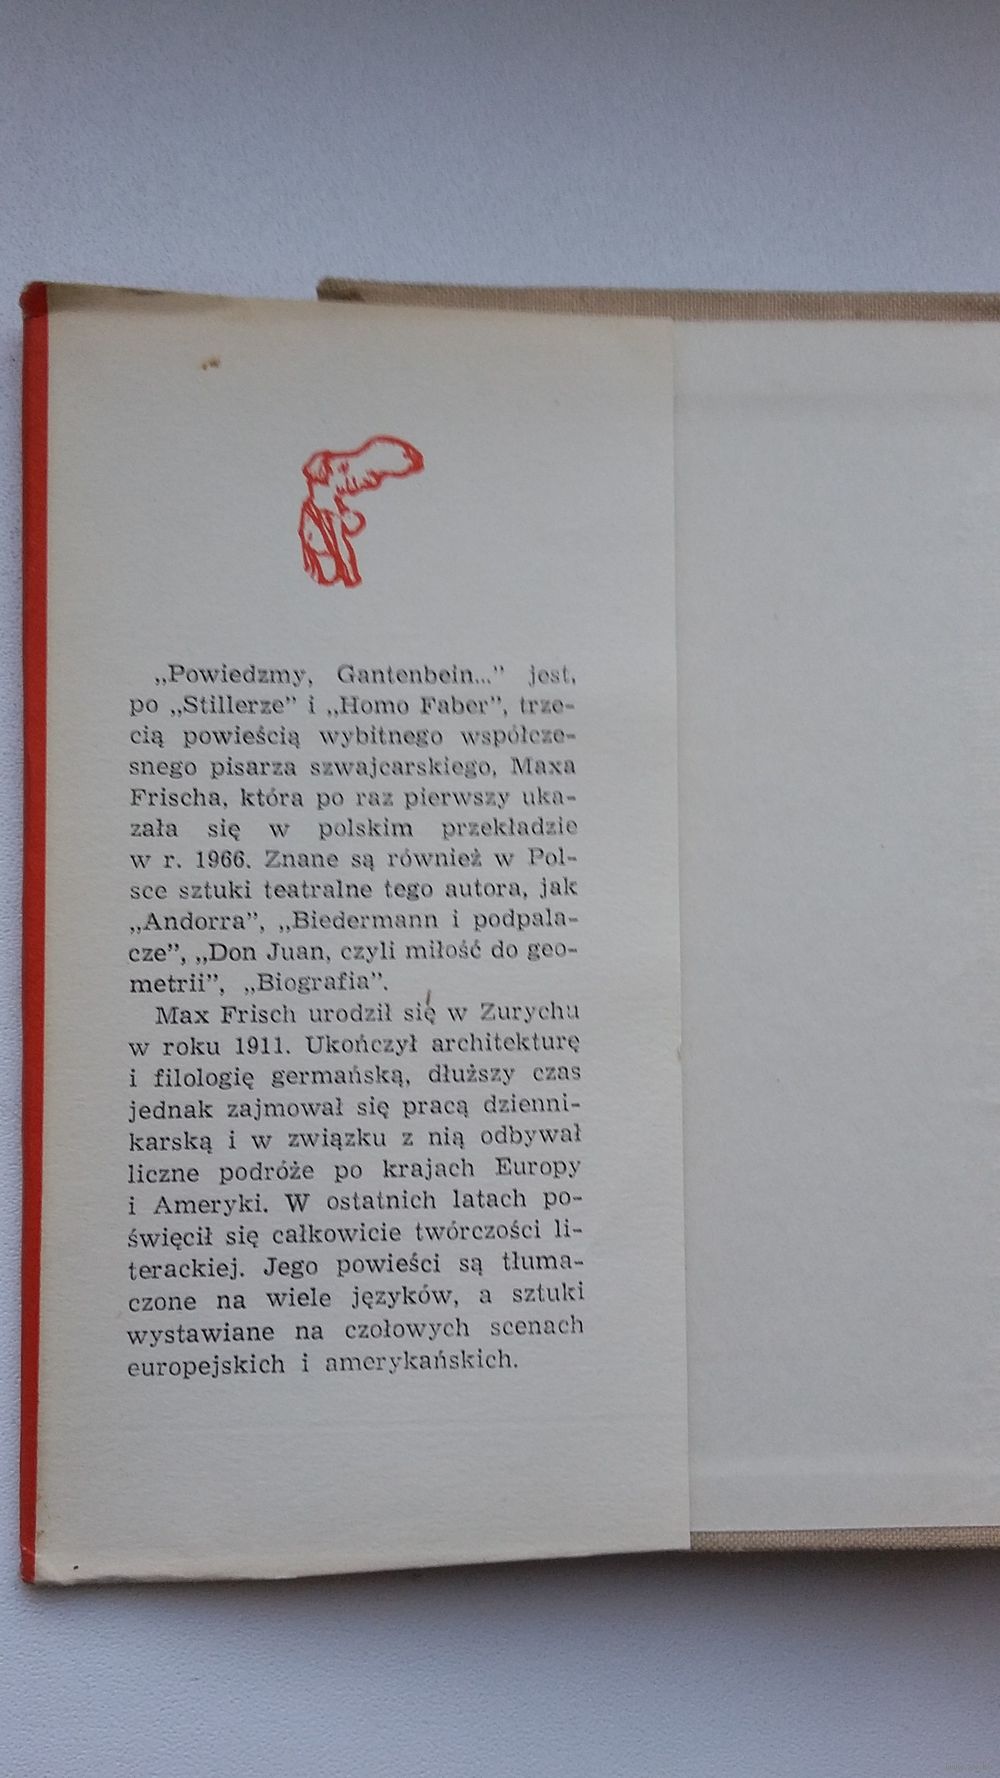 „Powiedzmy, Gantenbein...” jest,
po „Stillerze” i „Homo Faber”, trze-
cią powieścią wybitnego współcze-
snego pisarza szwajcarskiego, Maxa
Frischa, która po raz pierwszy uka-
zała się w polskim przekładzie
w r. 1966. Znane są również w Pol-
sce sztuki teatralne tego autora, jak
„Andorra”, „Biedermann i podpala-
cze”, „Don Juan, czyli miłość do geo-
metrii”, „Biografia”.
Max Frisch urodził się w Zurychu
w roku 1911. Ukończył architekturę
i filologię germańską, dłuższy czas
jednak zajmował się pracą dzienni-
karską i w związku z nią odbywał
liczne podróże po krajach Europy
i Ameryki. W ostatnich latach po-
święcił się całkowicie twórczości li-
terackiej. Jego powieści są tłuma-
czone na wiele języków, a sztuki
wystawiane na czołowych scenach
europejskich i amerykańskich.